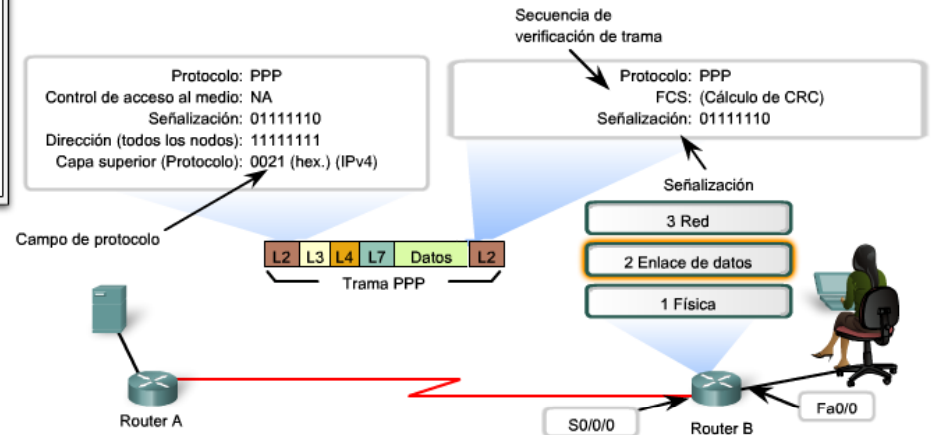 Secuencia de
verificación de trama
Protocolo: PPP
Control de acceso al medio: NA
Señalización: 01111110
Dirección (todos los nodos): 11111111
Capa superior (Protocolo): 0021 (hex.) (IPv4)
Protocolo: PPP
FCS: (Cálculo de CRC)
Señalización: 01111110
Señalización
Campo de protocolo
L2 L3 L4 L7 Datos L2
Trama PPP
3 Red
2 Enlace de datos
1 Física
Router A
S0/0/0
Router B
Fa0/0